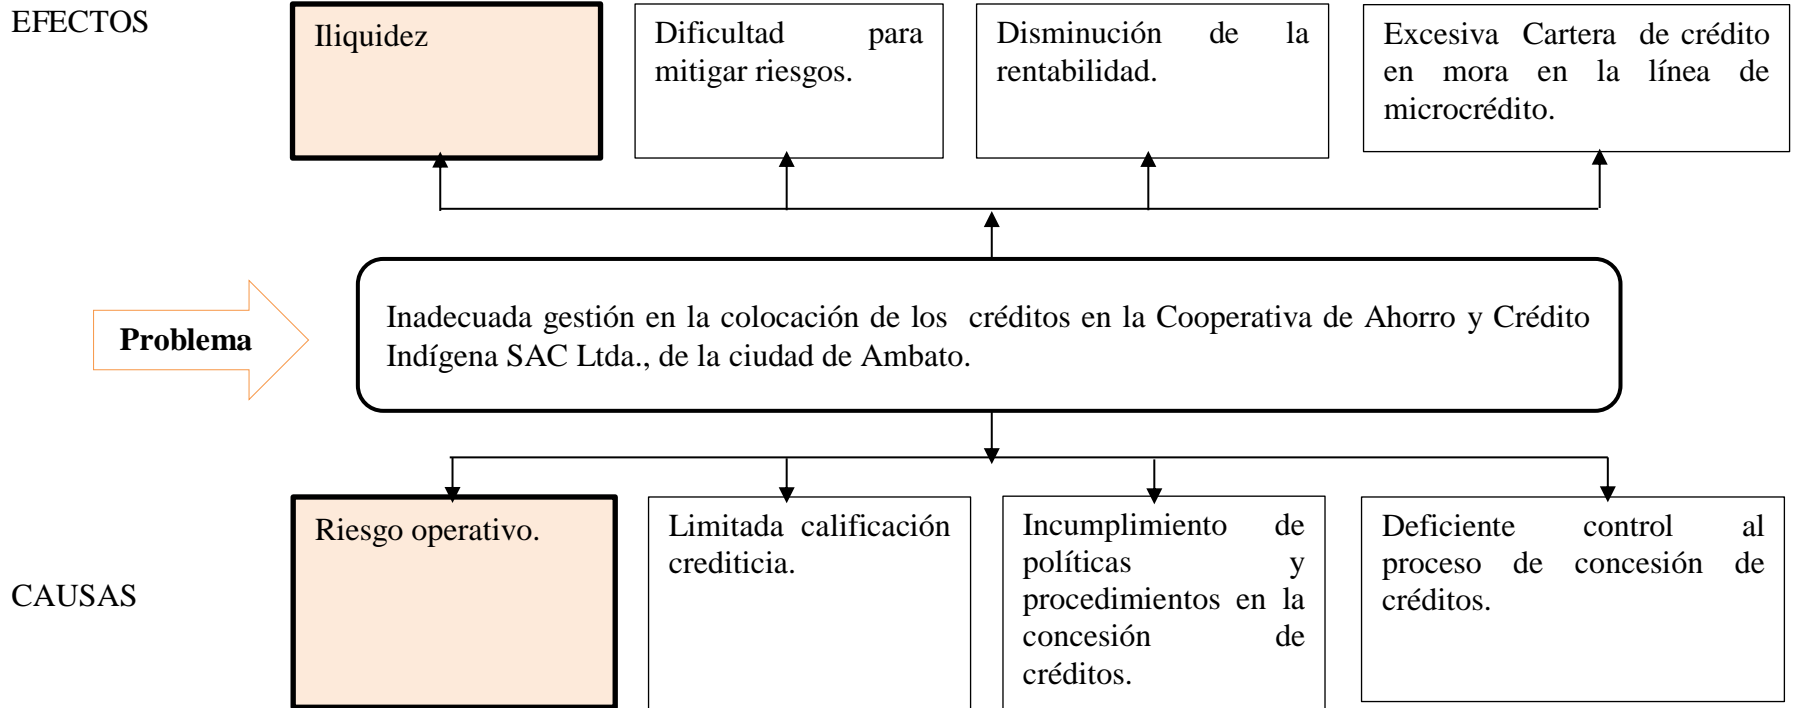 EFECTOS
Iliquidez
Dificultad para
mitigar riesgos.
Disminución de la
rentabilidad.
Excesiva Cartera de crédito
en mora en la línea de
microcrédito.
Problema
Inadecuada gestión en la colocación de los créditos en la Cooperativa de Ahorro y Crédito
Indígena SAC Ltda., de la ciudad de Ambato.
CAUSAS
Riesgo operativo.
Limitada calificación
crediticia.
Incumplimiento de
políticas y
procedimientos en la
concesión de
créditos.
Deficiente control al
proceso de concesión de
créditos.